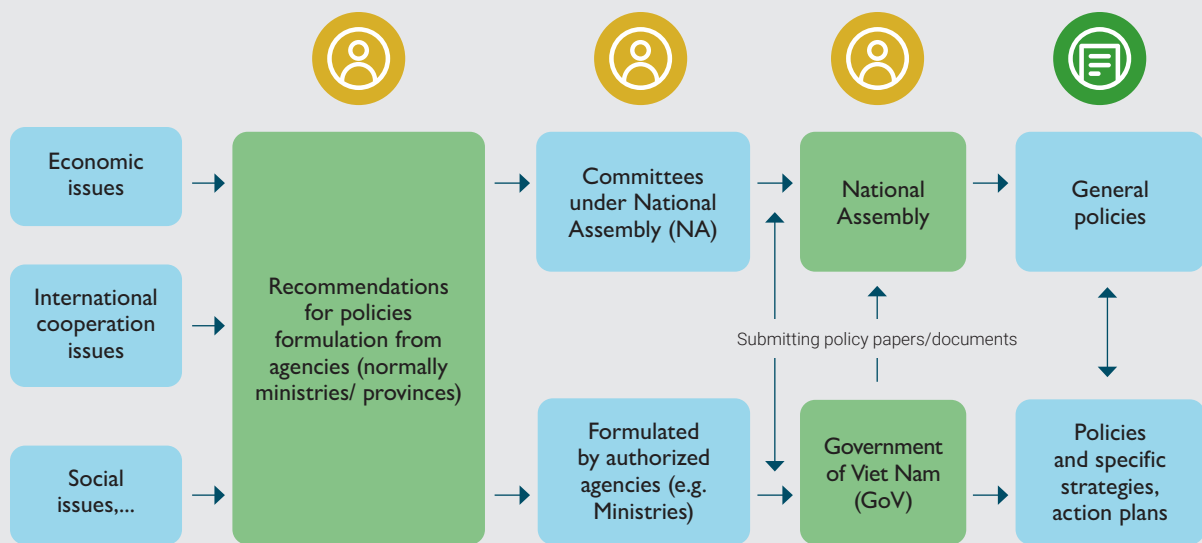 Economic
issues
International
cooperation
issues
Social
issues,...
Recommendations
for policies
formulation from
agencies (normally
ministries/ provinces)
Committees
under National
Assembly (NA)
Formulated
by authorized
agencies (e.g.
Ministries)
National
Assembly
Submitting policy papers/documents
Government
of Viet Nam
(GoV)
General
policies
Policies
and specific
strategies,
action plans